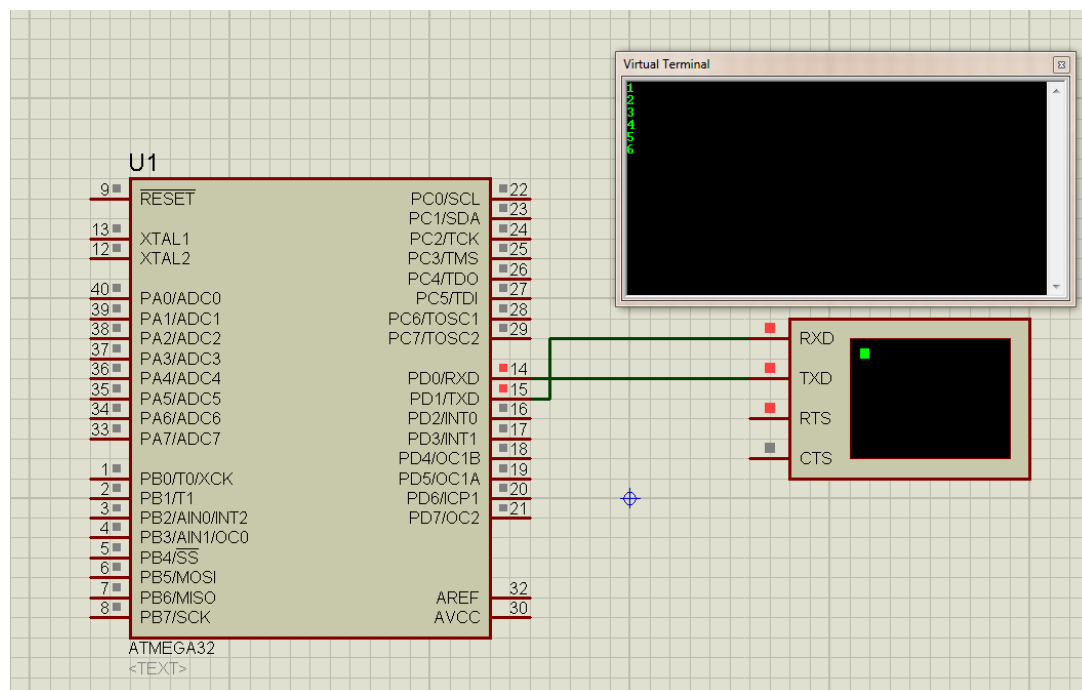 Virtual Terminal
1
2
3
4
5
6
U1
9
RESET
13
XTAL1
12
XTAL2
40
PA0/ADC0
39
PA1/ADC1
38
PA2/ADC2
37
PA3/ADC3
36
PA4/ADC4
35
PA5/ADC5
34
PA6/ADC6
33
PA7/ADC7
1
PB0/T0/XCK
2
PB1/T1
3
PB2/AIN0/INT2
4
PB3/AIN1/OC0
5
PB4/SS
6
PB5/MOSI
7
PB6/MISO
8
PB7/SCK
22
PC0/SCL
23
PC1/SDA
24
PC2/TCK
25
PC3/TMS
26
PC4/TDO
27
PC5/TDI
28
PC6/TOSC1
29
PC7/TOSC2
14
PD0/RXD
15
PD1/TXD
16
PD2/INT0
17
PD3/INT1
18
PD4/OC1B
19
PD5/OC1A
20
PD6/ICP1
21
PD7/OC2
32
AREF
30
AVCC
ATMEGA32
<TEXT>
RXD
TXD
RTS
CTS